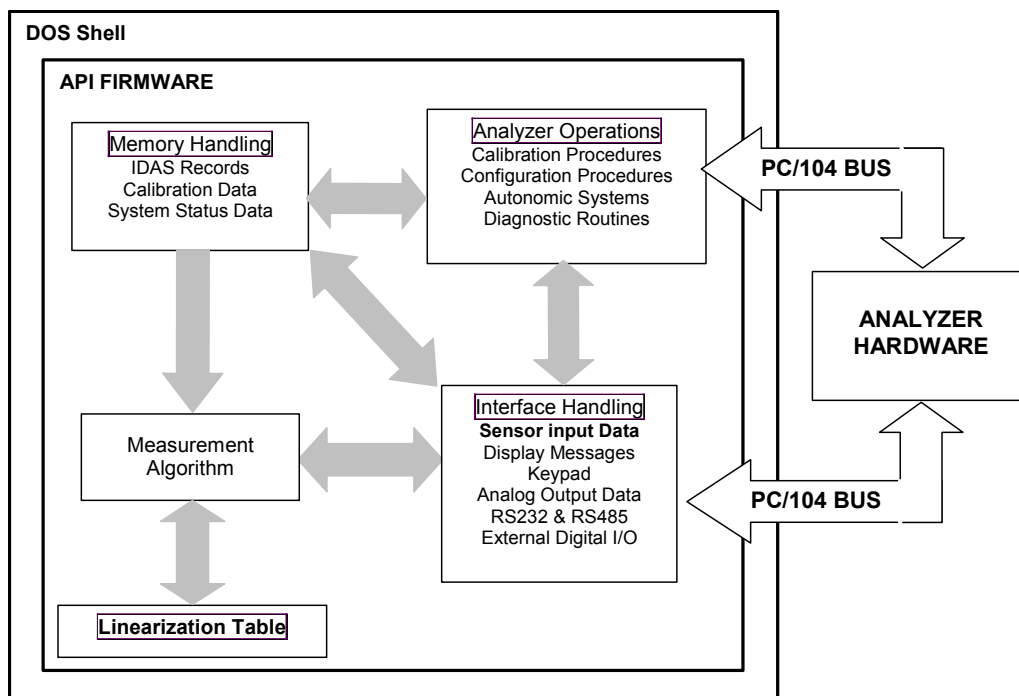 DOS Shell
API FIRMWARE
Memory Handling
IDAS Records
Calibration Data
System Status Data
Analyzer Operations
Calibration Procedures
Configuration Procedures
Autonomic Systems
Diagnostic Routines
PC/104 BUS
ANALYZER
HARDWARE
Interface Handling
Sensor input Data
Display Messages
Keypad
Analog Output Data
RS232 & RS485
External Digital I/O
Measurement
Algorithm
PC/104 BUS
Linearization Table